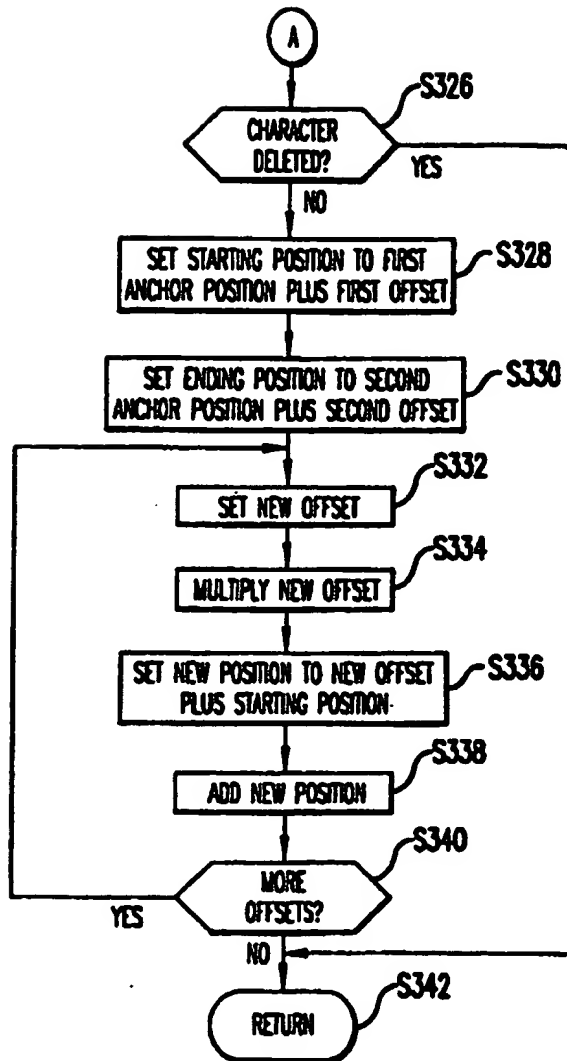 A
S326
CHARACTER
DELETED?
YES
NO
SET STARTING POSITION TO FIRST
ANCHOR POSITION PLUS FIRST OFFSET
S328
SET ENDING POSITION TO SECOND
ANCHOR POSITION PLUS SECOND OFFSET
S330
S332
SET NEW OFFSET
S334
MULTIPLY NEW OFFSET
SET NEW POSITION TO NEW OFFSET
PLUS STARTING POSITION
S336
S338
ADD NEW POSITION
S340
MORE
OFFSETS?
YES
NO
S342
RETURN